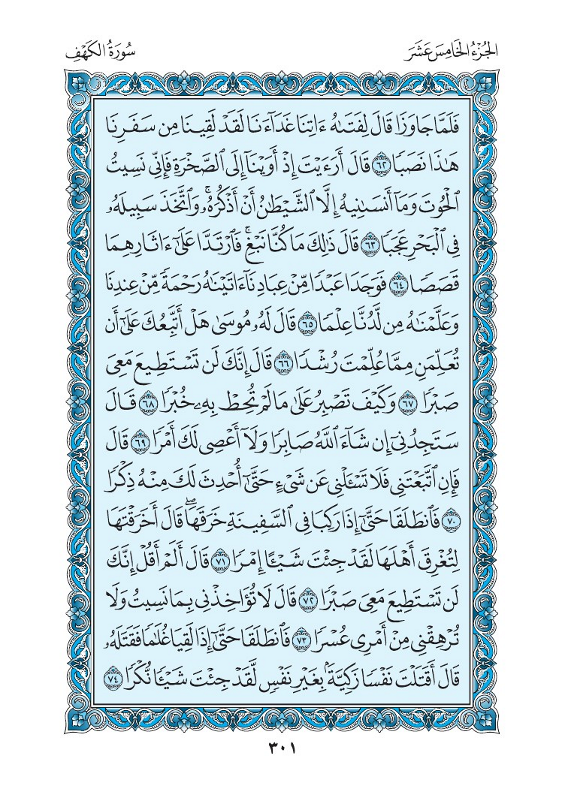 الجُزْءُ الخَامِسَ عَشَرَ
سُورَةُ الكَهْفِ
فَلَمَّا جَاوَزَا قَالَ لِفَتَىٰهُ ءَاتِنَا غَدَآءَنَا لَقَدْ لَقِينَا مِن سَفَرِنَا
هَٰذَا نَصَبًا ٦٢ قَالَ أَرَءَيْتَ إِذْ أَوَيْنَآ إِلَى ٱلصَّخْرَةِ فَإِنِّي نَسِيتُ
ٱلْحُوتَ وَمَآ أَنسَىٰنِيهُ إِلَّا ٱلشَّيْطَٰنُ أَنْ أَذْكُرَهُۥ وَٱتَّخَذَ سَبِيلَهُۥ
فِي ٱلْبَحْرِ عَجَبًا ٦٣ قَالَ ذَٰلِكَ مَا كُنَّا نَبْغِ فَٱرْتَدَّا عَلَىٰٓ ءَاثَارِهِمَا
قَصَصًا ٦٤ فَوَجَدَا عَبْدًا مِّنْ عِبَادِنَآ ءَاتَيْنَٰهُ رَحْمَةً مِّنْ عِندِنَا
وَعَلَّمْنَٰهُ مِن لَّدُنَّا عِلْمًا ٦٥ قَالَ لَهُۥ مُوسَىٰ هَلْ أَتَّبِعُكَ عَلَىٰٓ أَن
تُعَلِّمَنِ مِمَّا عُلِّمْتَ رُشْدًا ٦٦ قَالَ إِنَّكَ لَن تَسْتَطِيعَ مَعِيَ
صَبْرًا ٦٧ وَكَيْفَ تَصْبِرُ عَلَىٰ مَا لَمْ تُحِطْ بِهِۦ خُبْرًا ٦٨ قَالَ
سَتَجِدُنِيٓ إِن شَآءَ ٱللَّهُ صَابِرًا وَلَآ أَعْصِي لَكَ أَمْرًا ٦٩ قَالَ
فَإِنِ ٱتَّبَعْتَنِي فَلَا تَسْـَٔلْنِي عَن شَيْءٍ حَتَّىٰٓ أُحْدِثَ لَكَ مِنْهُ ذِكْرًا
٧٠ فَٱنطَلَقَا حَتَّىٰٓ إِذَا رَكِبَا فِي ٱلسَّفِينَةِ خَرَقَهَا ۖ قَالَ أَخَرَقْتَهَا
لِتُغْرِقَ أَهْلَهَا لَقَدْ جِئْتَ شَيْـًٔا إِمْرًا ٧١ قَالَ أَلَمْ أَقُلْ إِنَّكَ
لَن تَسْتَطِيعَ مَعِيَ صَبْرًا ٧٢ قَالَ لَا تُؤَاخِذْنِي بِمَا نَسِيتُ وَلَا
تُرْهِقْنِي مِنْ أَمْرِي عُسْرًا ٧٣ فَٱنطَلَقَا حَتَّىٰٓ إِذَا لَقِيَا غُلَٰمًا فَقَتَلَهُۥ
قَالَ أَقَتَلْتَ نَفْسًا زَكِيَّةًۢ بِغَيْرِ نَفْسٍ لَّقَدْ جِئْتَ شَيْـًٔا نُّكْرًا ٧٤
٣٠١